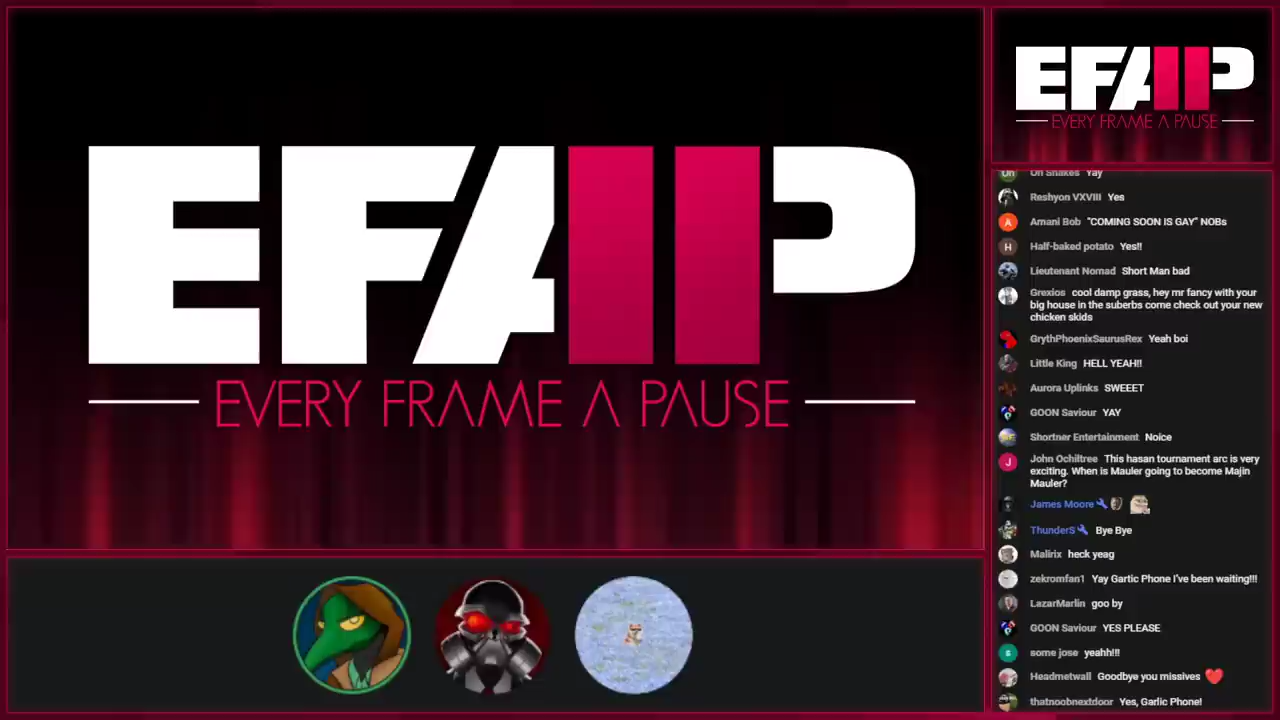 EFAP
EVERY FRAME A PAUSE
EFAP
EVERY FRAME A PAUSE
Oh Shakes Yay
Reshyon VXVIII Yes
A Amani Bob "COMING SOON IS GAY" NOBs
H Half-baked potato Yes!!
Lieutenant Nomad Short Man bad
Grexios cool damp grass, hey mr fancy with your
big house in the suberbs come check out your new
chicken skids
GrythPhoenixSaurusRex Yeah boi
Little King HELL YEAH!!
Aurora Uplinks SWEEET
GOON Saviour YAY
Shortner Entertainment Noice
J John Ochiltree This hasan tournament arc is very
exciting. When is Mauler going to become Majin
Mauler?
James Moore
ThunderS Bye Bye
Malirix heck yeag
zekromfan1 Yay Gartic Phone I've been waiting!!!
LazarMarlin goo by
GOON Saviour YES PLEASE
s some jose yeahh!!!
Headmetwall Goodbye you missives ❤️
thatnoobnextdoor Yes, Garlic Phone!